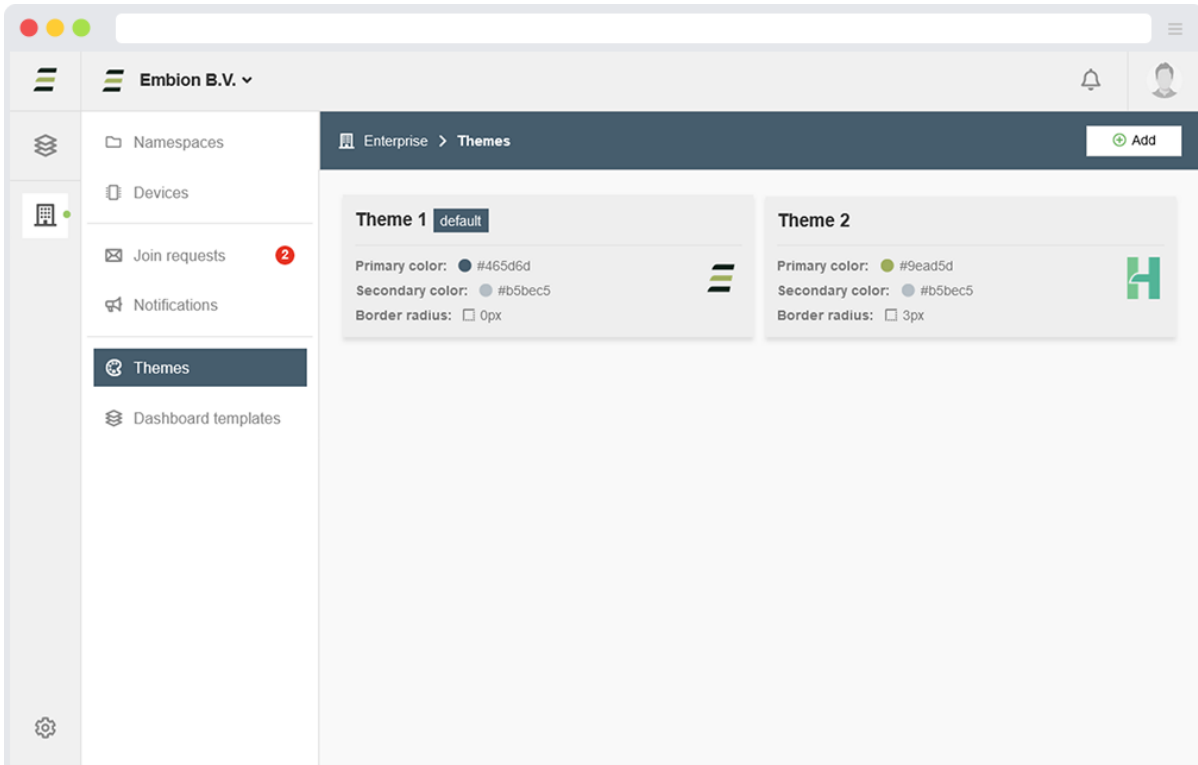 Embion B.V.
Namespaces
Devices
Join requests 2
Notifications
Themes
Dashboard templates
Enterprise > Themes
Add
Theme 1 default
Primary color: #465d6d
Secondary color: #b5bec5
Border radius: 0px
Theme 2
Primary color: #9ead5d
Secondary color: #b5bec5
Border radius: 3px